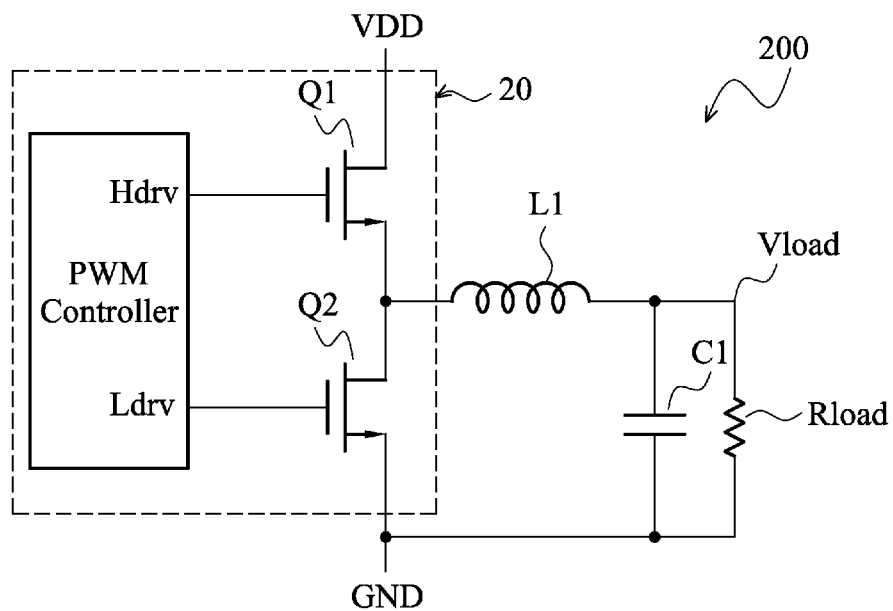 VDD
200
20
Q1
Hdrv
L1
Vload
PWM
Controller
Q2
C1
Ldrv
Rload
GND